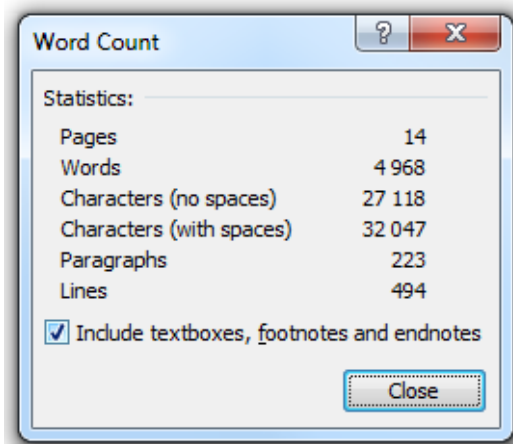 Word Count
Statistics:
Pages 14
Words 4 968
Characters (no spaces) 27 118
Characters (with spaces) 32 047
Paragraphs 223
Lines 494
Include textboxes, footnotes and endnotes
Close